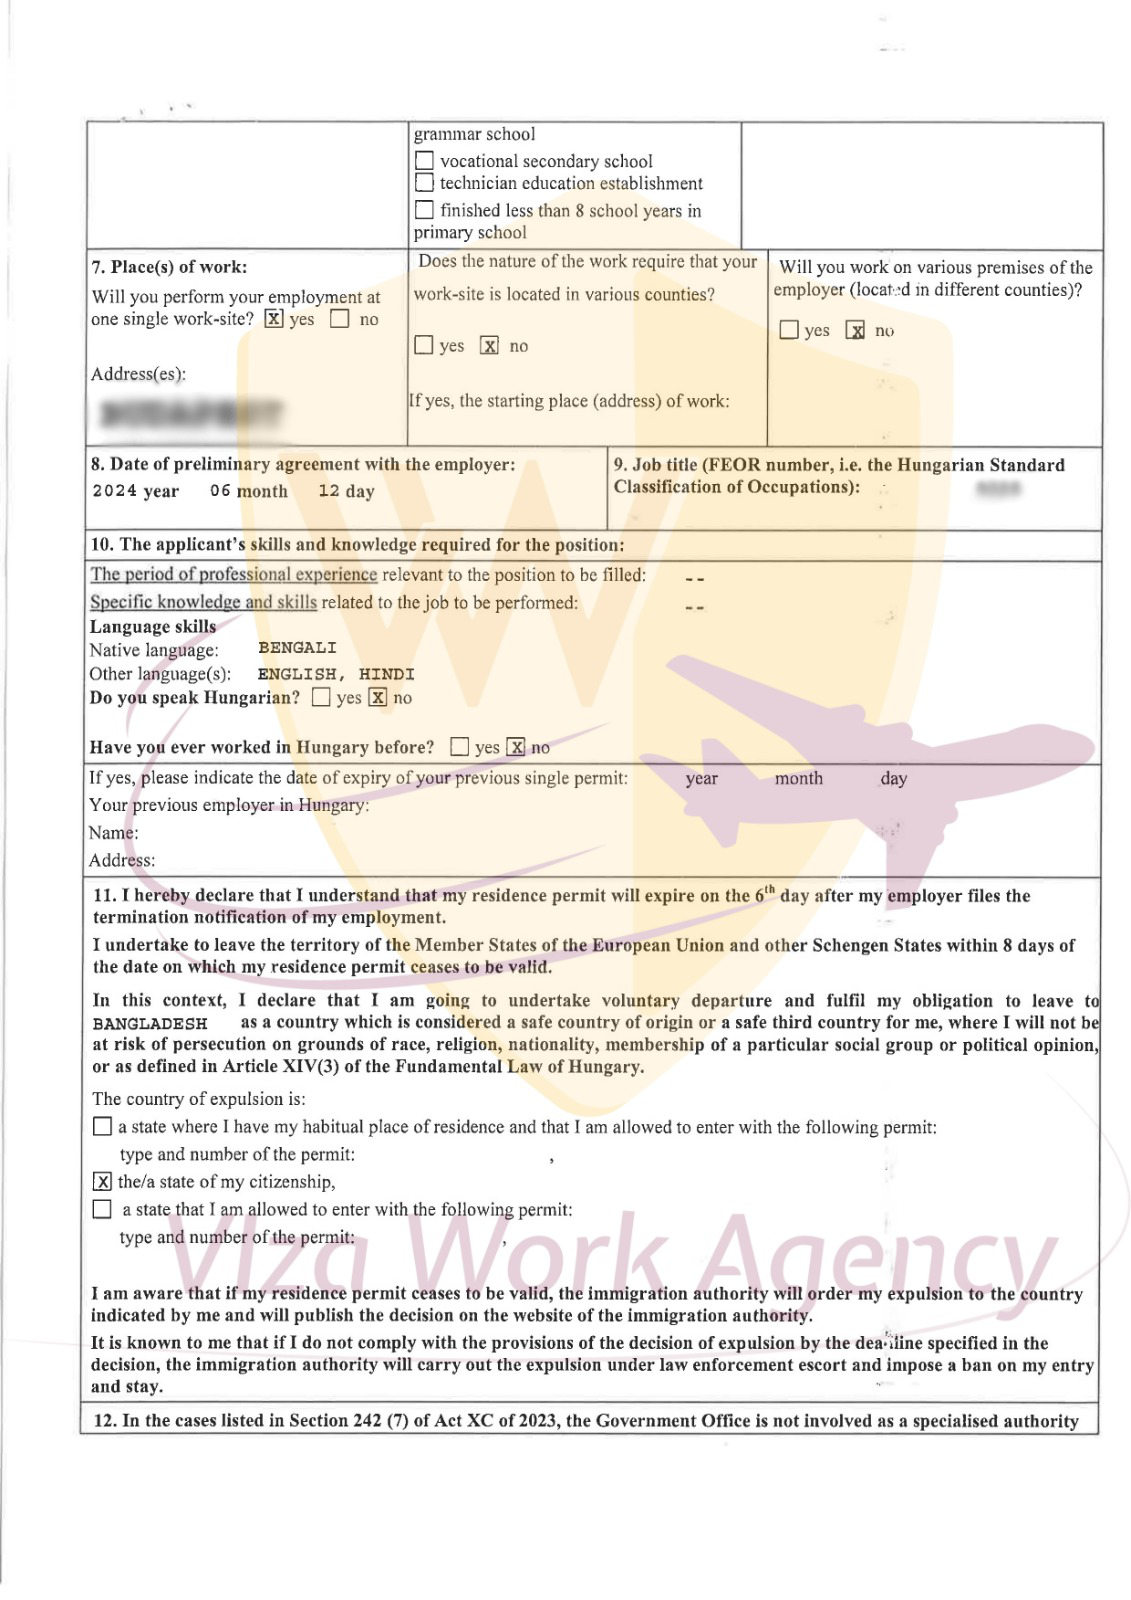 grammar school
☐ vocational secondary school
☐ technician education establishment
☐ finished less than 8 school years in
primary school
7. Place(s) of work:
Will you perform your employment at
one single work-site? ☒ yes ☐ no
Address(es):
Does the nature of the work require that your
work-site is located in various counties?
☐ yes ☒ no
If yes, the starting place (address) of work:
Will you work on various premises of the
employer (located in different counties)?
☐ yes ☒ no
8. Date of preliminary agreement with the employer:
2024 year 06 month 12 day
9. Job title (FEOR number, i.e. the Hungarian Standard
Classification of Occupations):
10. The applicant's skills and knowledge required for the position:
The period of professional experience relevant to the position to be filled: --
Specific knowledge and skills related to the job to be performed: --
Language skills
Native language: BENGALI
Other language(s): ENGLISH, HINDI
Do you speak Hungarian? ☐ yes ☒ no
Have you ever worked in Hungary before? ☐ yes ☒ no
If yes, please indicate the date of expiry of your previous single permit: year month day
Your previous employer in Hungary:
Name:
Address:
11. I hereby declare that I understand that my residence permit will expire on the 6th day after my employer files the
termination notification of my employment.
I undertake to leave the territory of the Member States of the European Union and other Schengen States within 8 days of
the date on which my residence permit ceases to be valid.
In this context, I declare that I am going to undertake voluntary departure and fulfil my obligation to leave to
BANGLADESH as a country which is considered a safe country of origin or a safe third country for me, where I will not be
at risk of persecution on grounds of race, religion, nationality, membership of a particular social group or political opinion,
or as defined in Article XIV(3) of the Fundamental Law of Hungary.
The country of expulsion is:
☐ a state where I have my habitual place of residence and that I am allowed to enter with the following permit:
type and number of the permit: ,
☒ the/a state of my citizenship,
☐ a state that I am allowed to enter with the following permit:
type and number of the permit: ,
Viza Work Agency
I am aware that if my residence permit ceases to be valid, the immigration authority will order my expulsion to the country
indicated by me and will publish the decision on the website of the immigration authority.
It is known to me that if I do not comply with the provisions of the decision of expulsion by the deadline specified in the
decision, the immigration authority will carry out the expulsion under law enforcement escort and impose a ban on my entry
and stay.
12. In the cases listed in Section 242 (7) of Act XC of 2023, the Government Office is not involved as a specialised authority